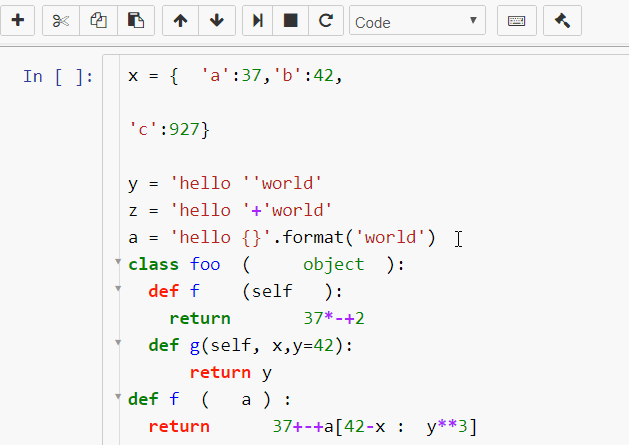 Code
In [ ]:
x = {  'a':37,'b':42,
'c':927}
y = 'hello ''world'
z = 'hello '+'world'
a = 'hello {}'.format('world')
class foo  (     object  ):
  def f    (self   ):
    return       37*-+2
  def g(self, x,y=42):
      return y
def f  (   a ) :
  return      37+-+a[42-x :  y**3]